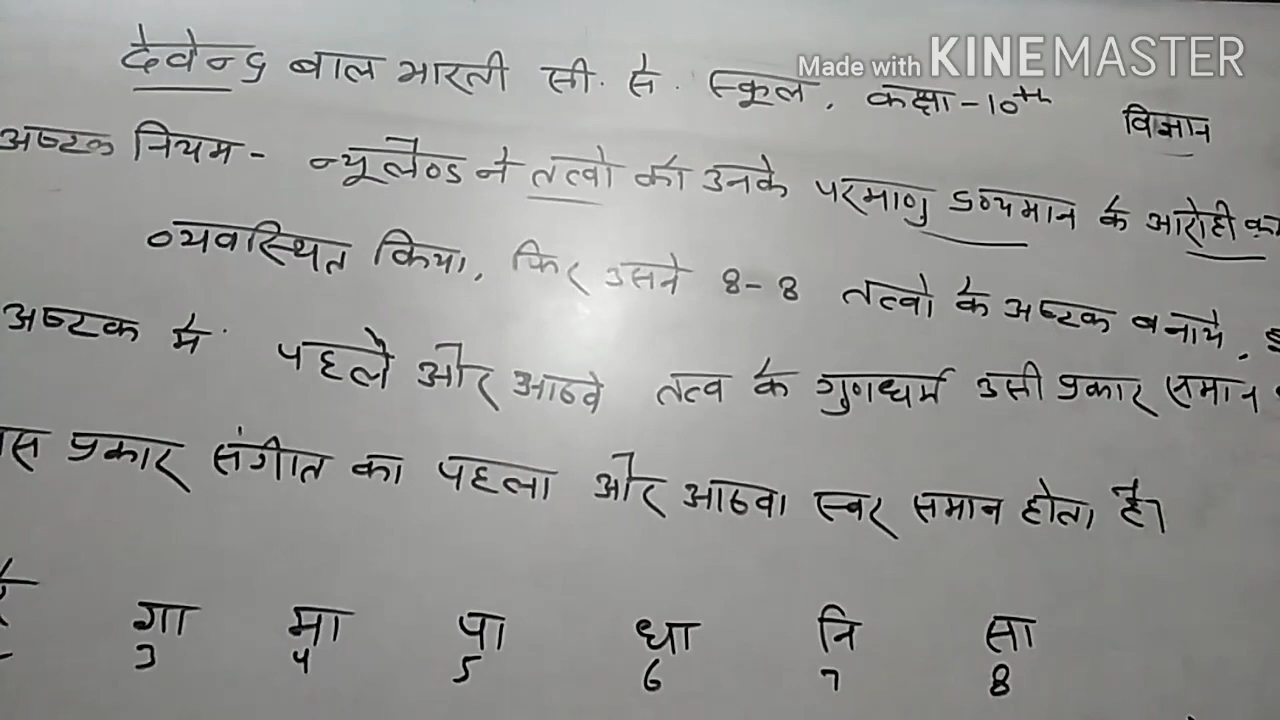 Made with KINEMASTER
देवेन्द्र बाल भारती सी. से. स्कूल, कक्षा - 10th विज्ञान
अष्टक नियम - न्यूलैण्ड ने तत्वो को उनके परमाणु द्रव्यमान के आरोही
व्यवस्थित किया, फिर उसने 8-8 तत्वो के अष्टक बनाये,
अष्टक मे पहले और आठवे तत्व के गुणधर्म उसी प्रकार समान
प्रकार संगीत का पहला और आठवा स्वर समान होता है।
गा मा पा धा नि सा
3 4 5 6 7 8